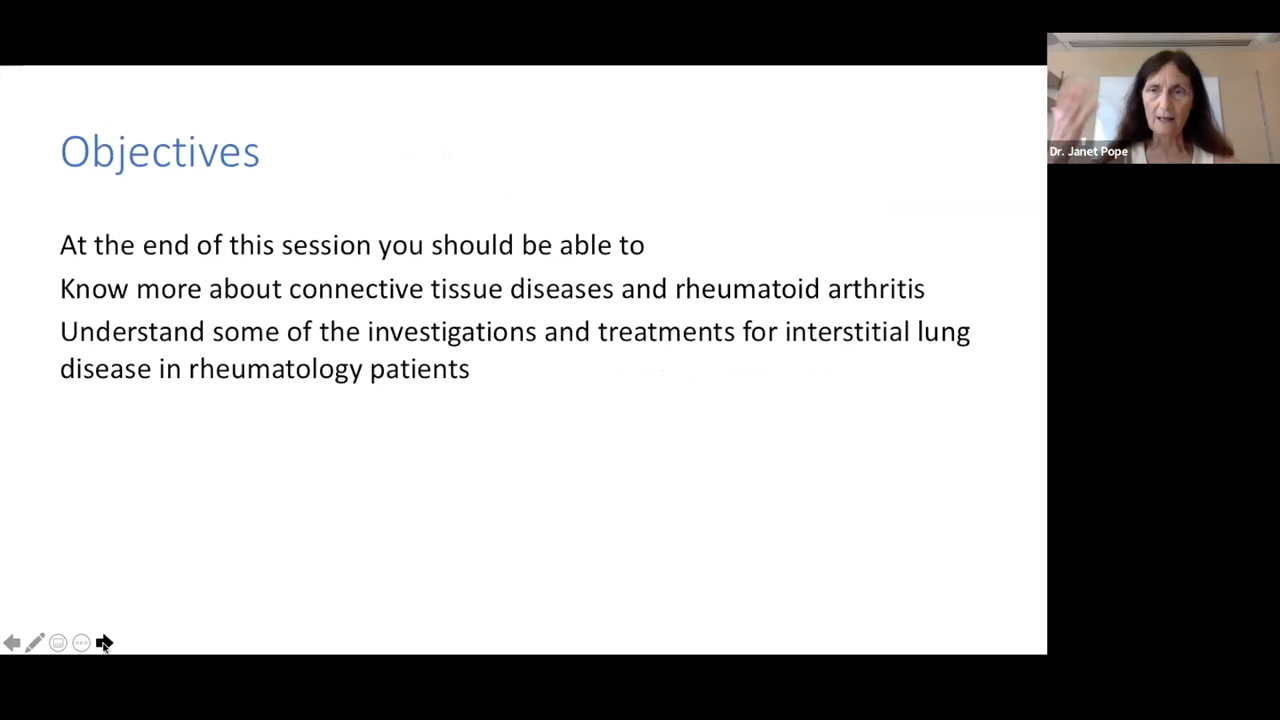 Objectives
At the end of this session you should be able to
Know more about connective tissue diseases and rheumatoid arthritis
Understand some of the investigations and treatments for interstitial lung
disease in rheumatology patients
Dr. Janet Pope